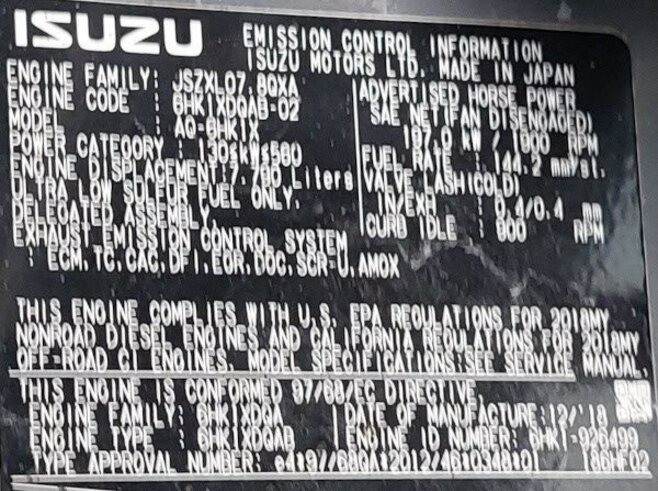 ISUZU EMISSION CONTROL INFORMATION
ISUZU MOTORS LTD. MADE IN JAPAN
ENGINE FAMILY: JSZXL07.8QXA
ENGINE CODE : 6HK1XDQAB-02
MODEL : AQ-6HK1X
POWER CATEGORY : 130≤kW≤560
ENGINE DISPLACEMENT:7.790 Liters
ULTRA LOW SULFUR FUEL ONLY.
DELEGATED ASSEMBLY.
EXHAUST EMISSION CONTROL SYSTEM
: ECM,TC,CAC,DFI,EGR,DOC,SCR-U,AMOX
ADVERTISED HORSE POWER
SAE NET(FAN DISENGAGED)
197.0 kW / 1900 RPM
FUEL RATE : 144.2 mm³/st.
VALVE LASH(COLD)
IN/EXH : 0.4/0.4 mm
CURB IDLE : 900 RPM
THIS ENGINE COMPLIES WITH U.S. EPA REGULATIONS FOR 2018MY
NONROAD DIESEL ENGINES AND CALIFORNIA REGULATIONS FOR 2018MY
OFF-ROAD CI ENGINES. MODEL SPECIFICATIONS:SEE SERVICE MANUAL.
THIS ENGINE IS CONFORMED 97/68/EC DIRECTIVE.
ENGINE FAMILY: 6HK1XDQA
ENGINE TYPE : 6HK1XDQAB
DATE OF MANUFACTURE:12/'18
ENGINE ID NUMBER: 6HK1-926499
TYPE APPROVAL NUMBER: e4*97/68QA*2012/46*0348*01 186HF02